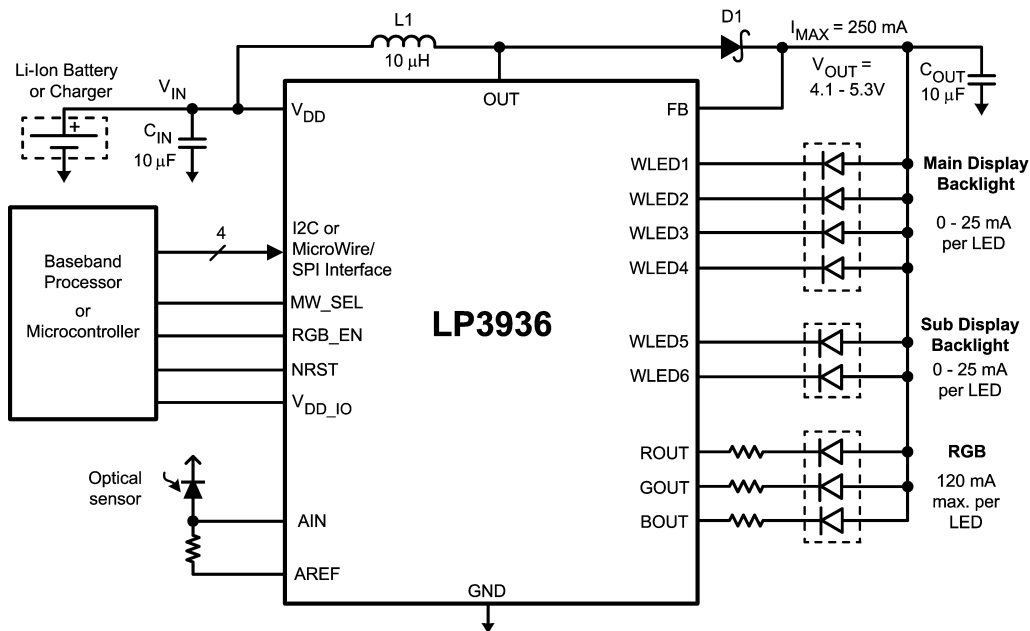 L1
10 µH
D1
I_MAX = 250 mA
V_OUT =
4.1 - 5.3V
C_OUT
10 µF
Li-Ion Battery
or Charger
V_IN
+
C_IN
10 µF
V_DD
OUT
FB
WLED1
WLED2
WLED3
WLED4
Main Display
Backlight
0 - 25 mA
per LED
Baseband
Processor
or
Microcontroller
4
I2C or
MicroWire/
SPI Interface
MW_SEL
RGB_EN
NRST
V_DD_IO
LP3936
WLED5
WLED6
Sub Display
Backlight
0 - 25 mA
per LED
ROUT
GOUT
BOUT
RGB
120 mA
max. per
LED
Optical
sensor
AIN
AREF
GND